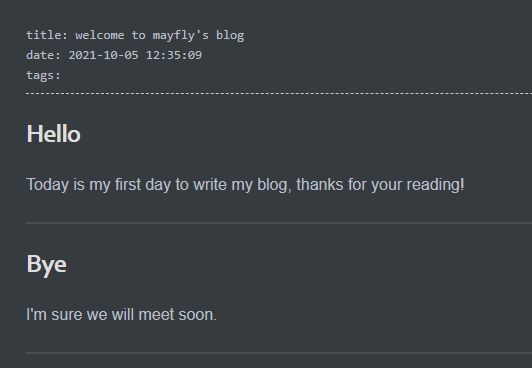 title: welcome to mayfly's blog
date: 2021-10-05 12:35:09
tags:
Hello
Today is my first day to write my blog, thanks for your reading!
Bye
I'm sure we will meet soon.